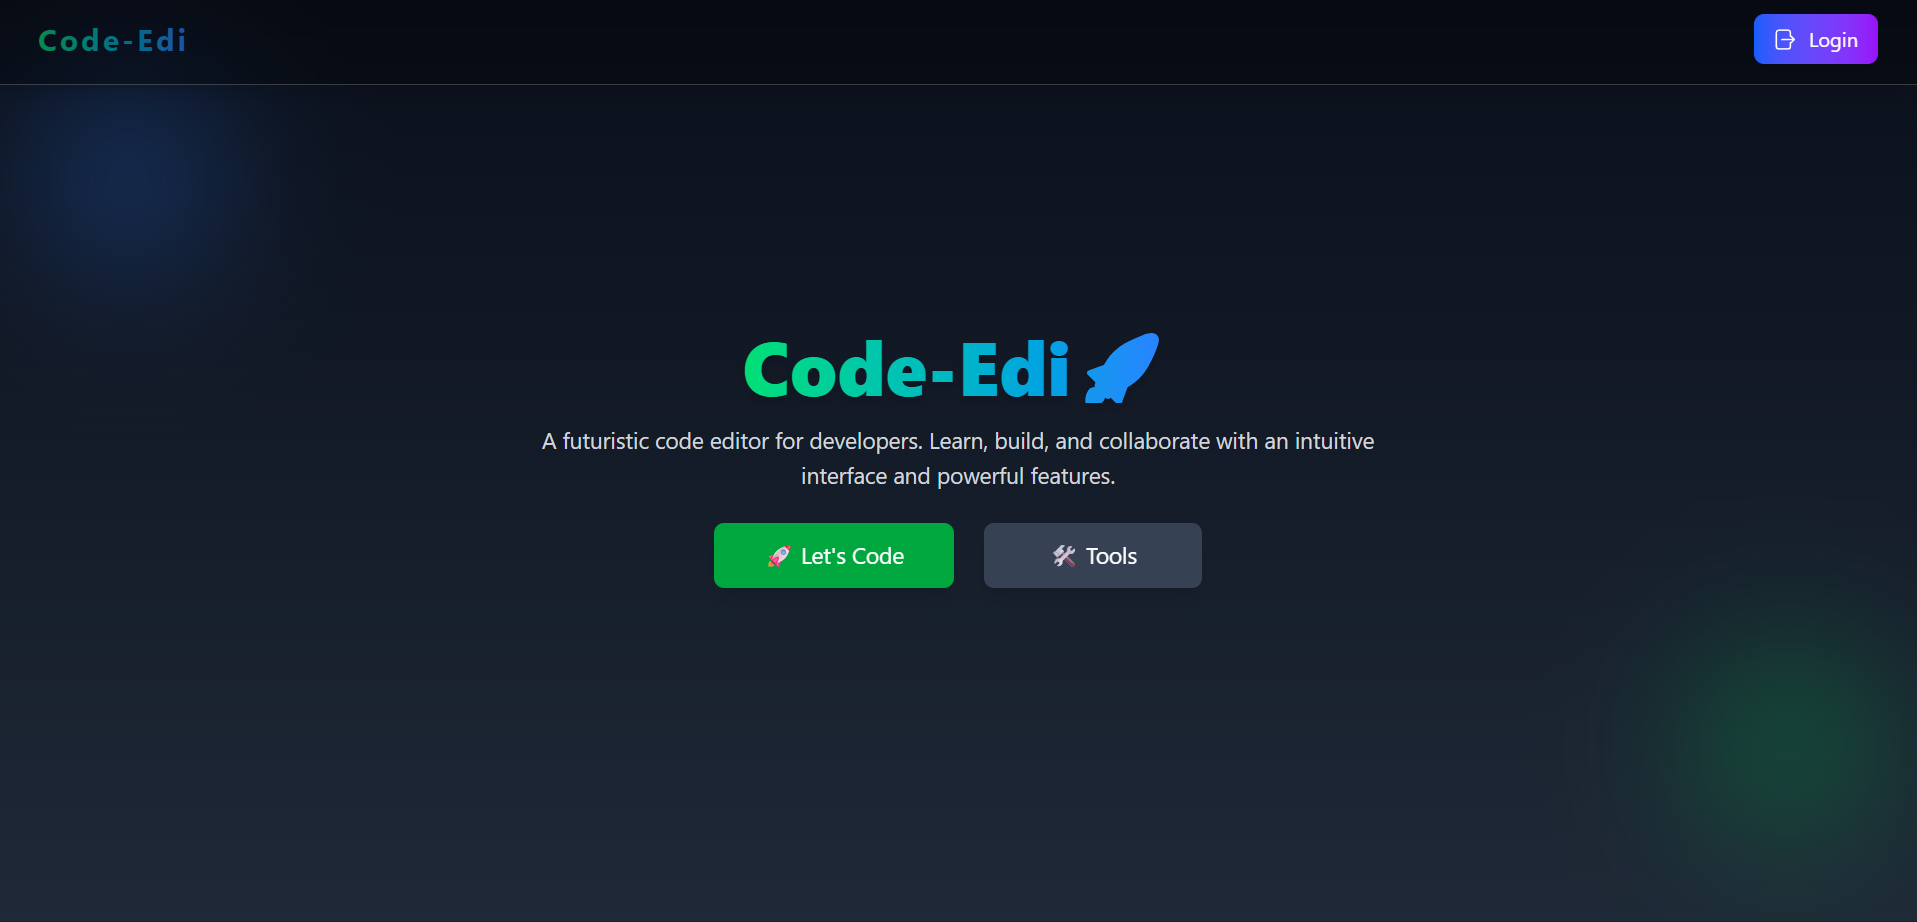 Code-Edi
Login
Code-Edi
A futuristic code editor for developers. Learn, build, and collaborate with an intuitive
interface and powerful features.
🚀 Let's Code
🛠️ Tools